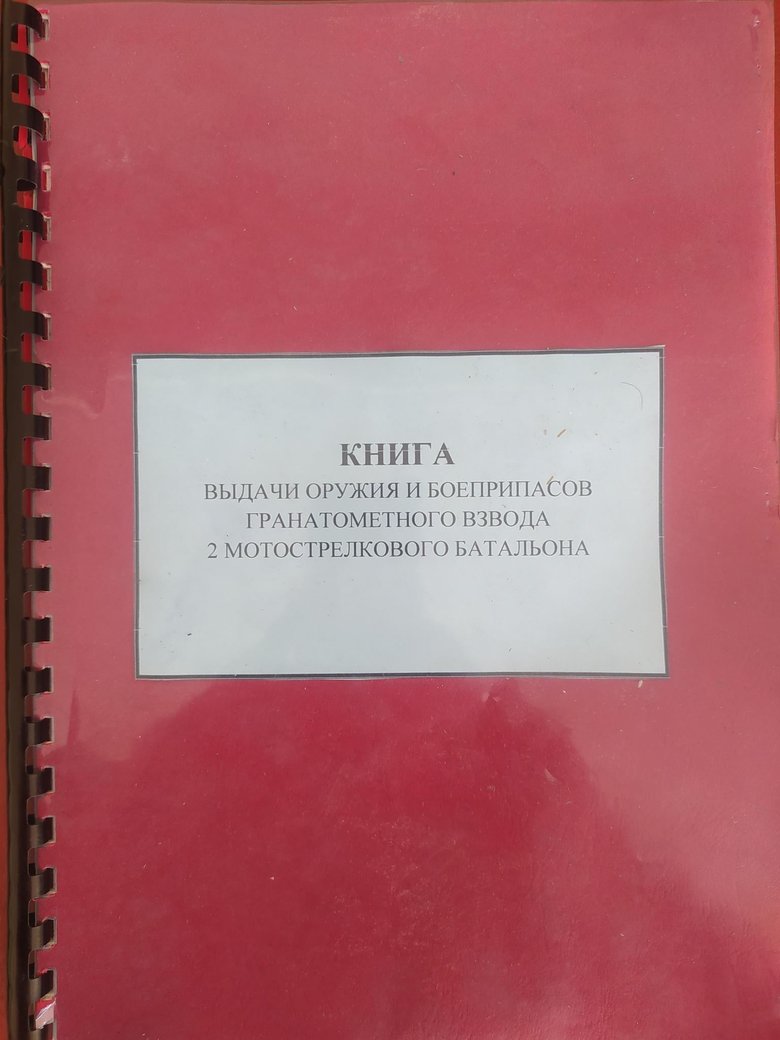 КНИГА
ВЫДАЧИ ОРУЖИЯ И БОЕПРИПАСОВ
ГРАНАТОМЕТНОГО ВЗВОДА
2 МОТОСТРЕЛКОВОГО БАТАЛЬОНА